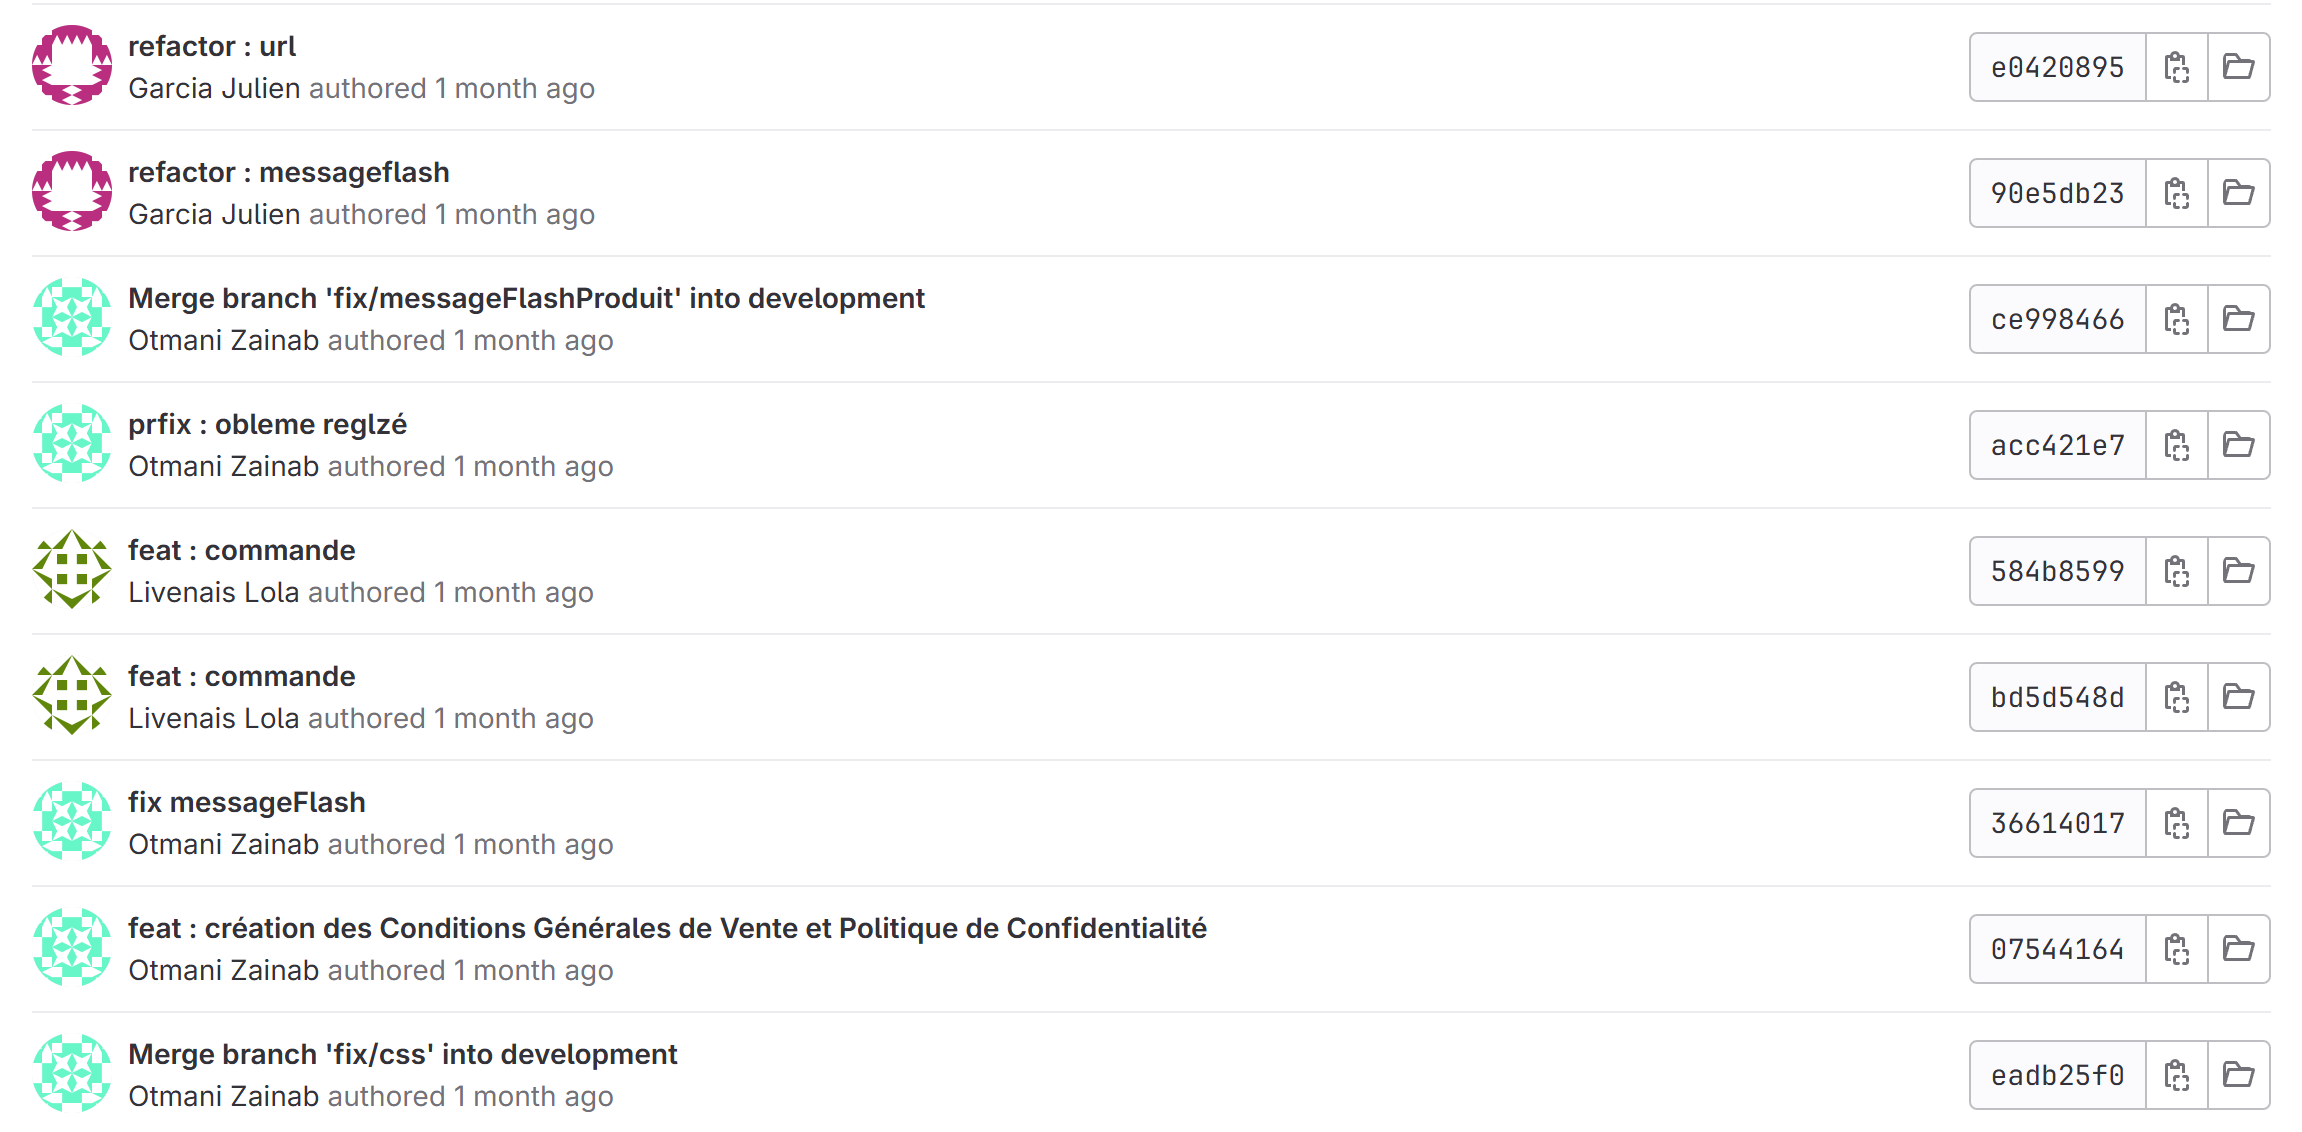 refactor : url
Garcia Julien authored 1 month ago
e0420895
refactor : messageflash
Garcia Julien authored 1 month ago
90e5db23
Merge branch 'fix/messageFlashProduit' into development
Otmani Zainab authored 1 month ago
ce998466
prfix : obleme reglzé
Otmani Zainab authored 1 month ago
acc421e7
feat : commande
Livenais Lola authored 1 month ago
584b8599
feat : commande
Livenais Lola authored 1 month ago
bd5d548d
fix messageFlash
Otmani Zainab authored 1 month ago
36614017
feat : création des Conditions Générales de Vente et Politique de Confidentialité
Otmani Zainab authored 1 month ago
07544164
Merge branch 'fix/css' into development
Otmani Zainab authored 1 month ago
eadb25f0